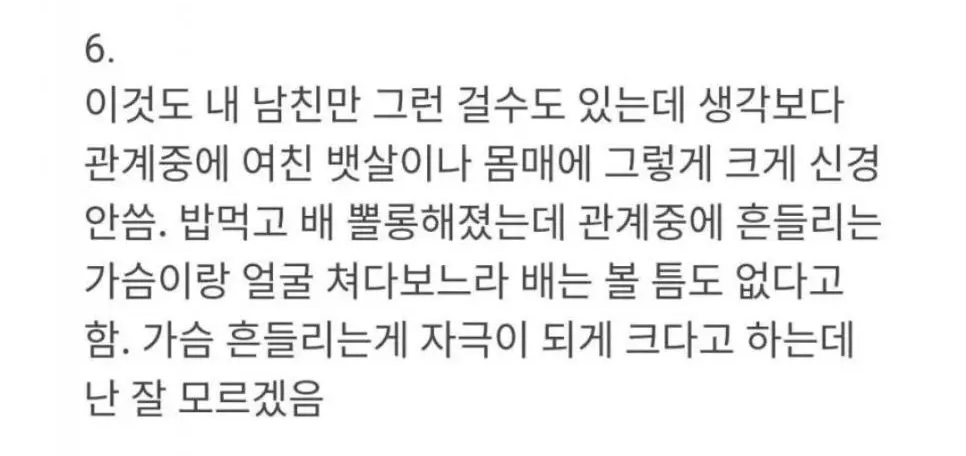 6.
이것도 내 남친만 그런 걸수도 있는데 생각보다
관계중에 여친 뱃살이나 몸매에 그렇게 크게 신경
안씀. 밥먹고 배 뽈롱해졌는데 관계중에 흔들리는
가슴이랑 얼굴 쳐다보느라 배는 볼 틈도 없다고
함. 가슴 흔들리는게 자극이 되게 크다고 하는데
난 잘 모르겠음